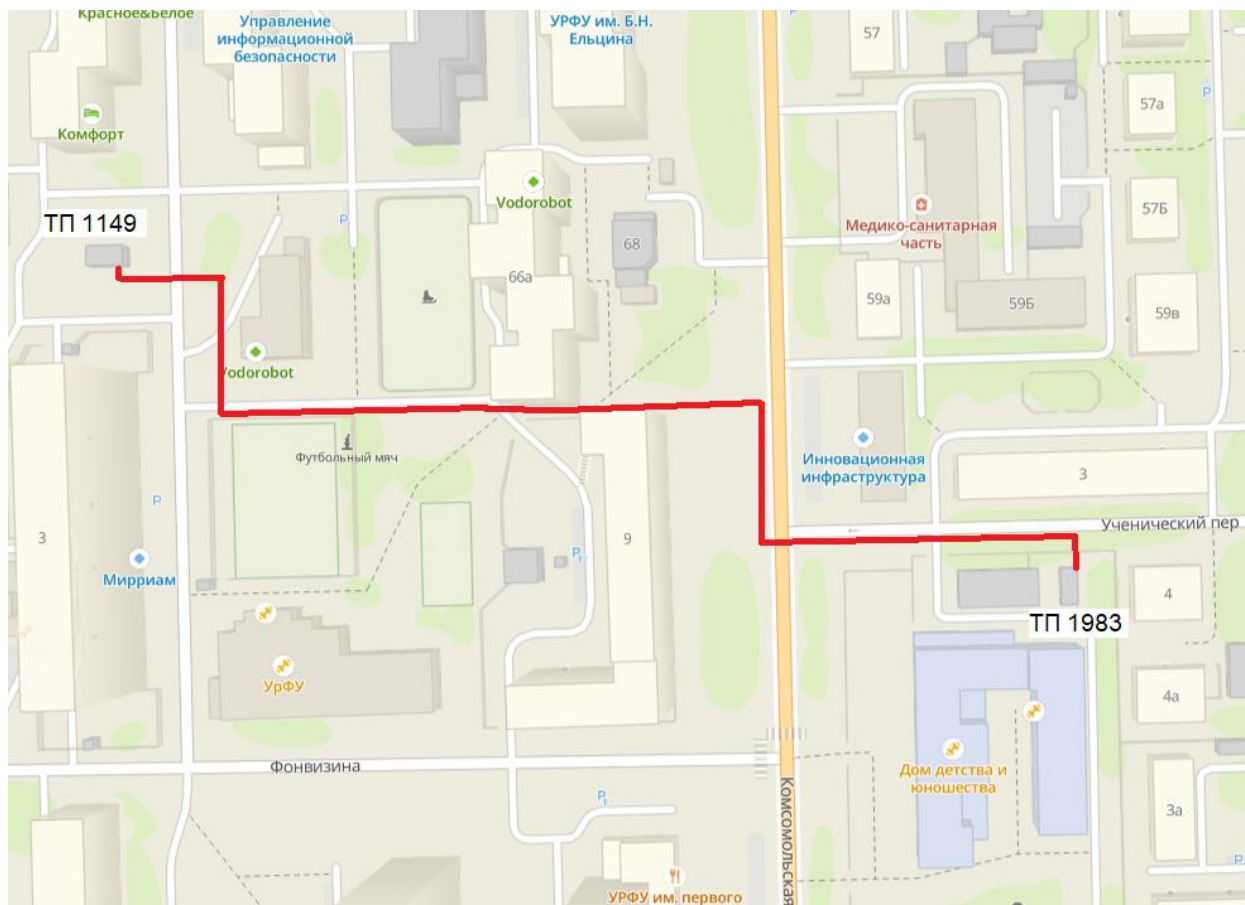 Красное&Белое
Управление
информационной
безопасности
УРФУ им. Б.Н.
Ельцина
P
57
57а
P
Комфорт
Vodorobot
ТП 1149
P
68
66а
Медико-санитарная
часть
57Б
59а
59Б
59в
Vodorobot
Футбольный мяч
Инновационная
инфраструктура
3
P
3
9
P
Ученический пер
Мирриам
4
ТП 1983
УрФУ
4а
Фонвизина
Дом детства и
юношества
P
Комсомольская
3а
P
УРФУ им. первого